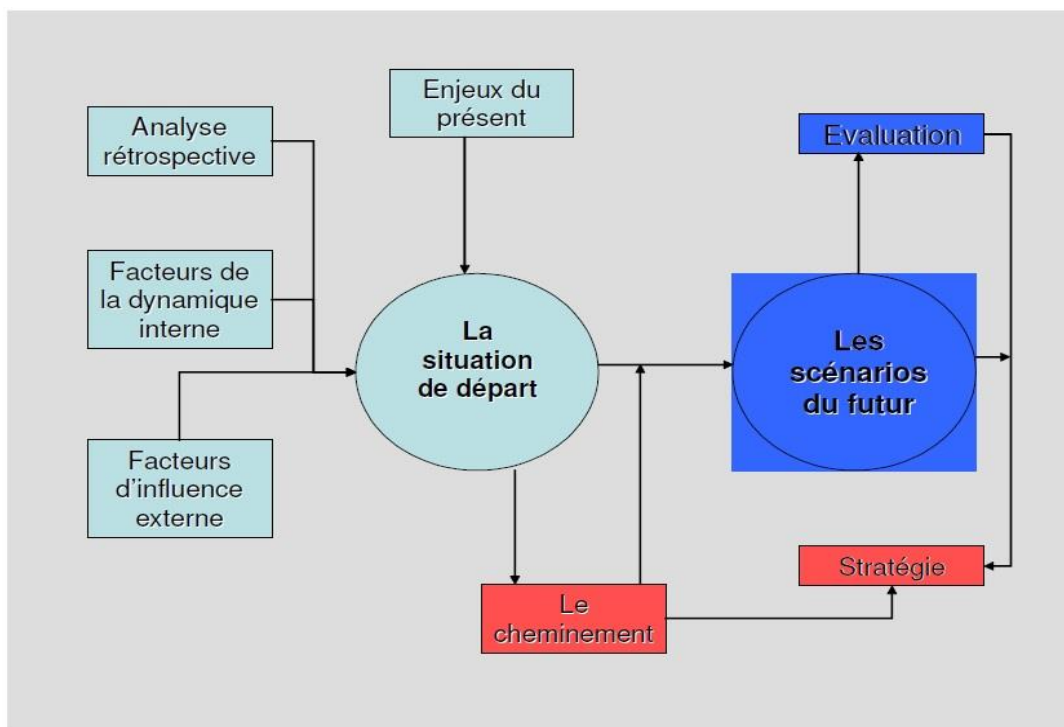 Enjeux du
présent
Analyse
rétrospective
Evaluation
Facteurs de
la dynamique
interne
La
situation
de départ
Les
scénarios
du futur
Facteurs
d'influence
externe
Stratégie
Le
cheminement